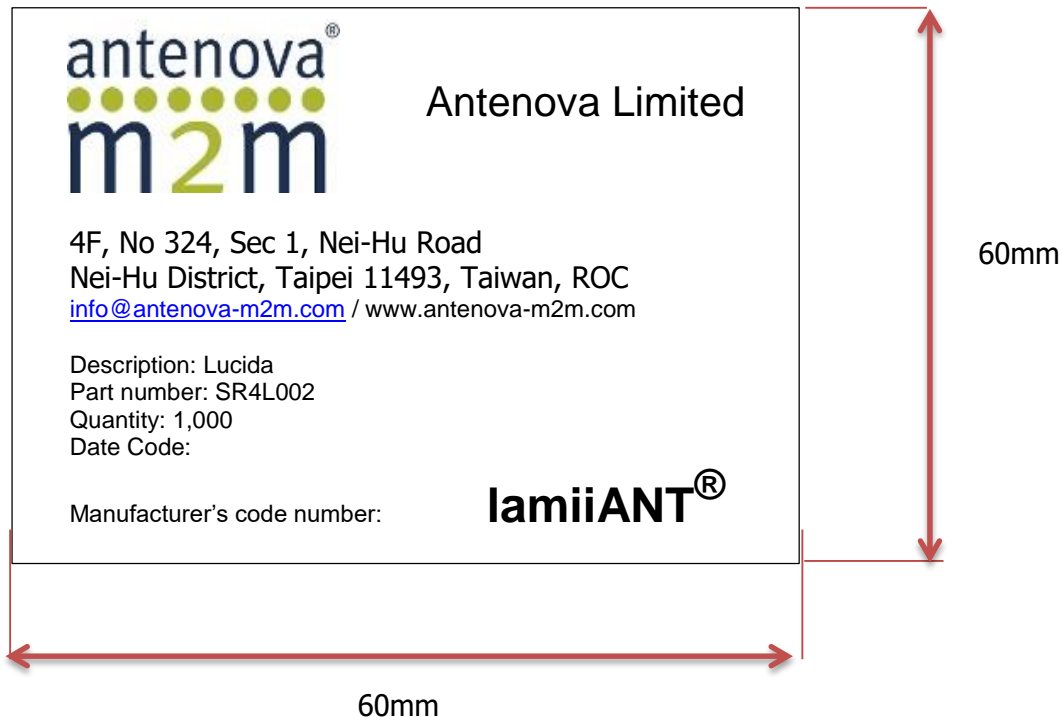 antenova®
m2m
Antenova Limited
4F, No 324, Sec 1, Nei-Hu Road
Nei-Hu District, Taipei 11493, Taiwan, ROC
info@antenova-m2m.com / www.antenova-m2m.com
Description: Lucida
Part number: SR4L002
Quantity: 1,000
Date Code:
Manufacturer’s code number:
lamiiANT®
60mm
60mm